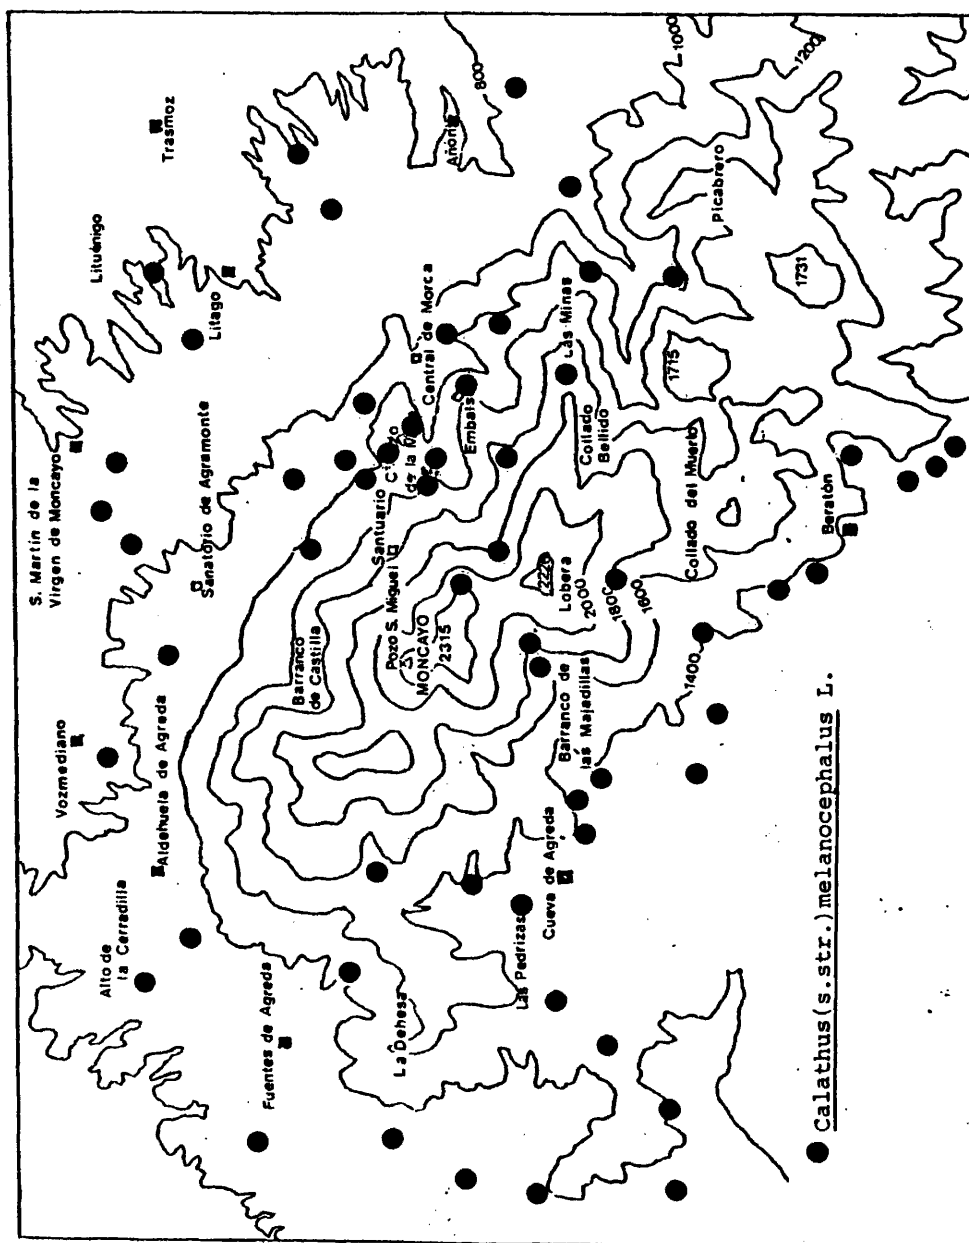 S. Martin de la
Virgen de Moncayo
Vozmediano
Alto de
la Cerradilla
Aldehuela de Agreda
Sanatorio de Agramonte
Lituénigo
Litago
Trasmoz
Fuentes de Agreda
Barranco
de Castilla
Santuario
Pozo S. Miguel
MONCAYO
2315
Central de Morca
Embalse
800
1000
1200
La Dehesa
Las Pedrizas
Cueva de Agreda
Barranco de
las Majadillas
2226
Lobera
2000
1800
1600
1400
Las Minas
Collado
Bellido
Collado del Muerto
1715
1731
Picabrero
Beratón
Calathus(s.str.)melanocephalus L.